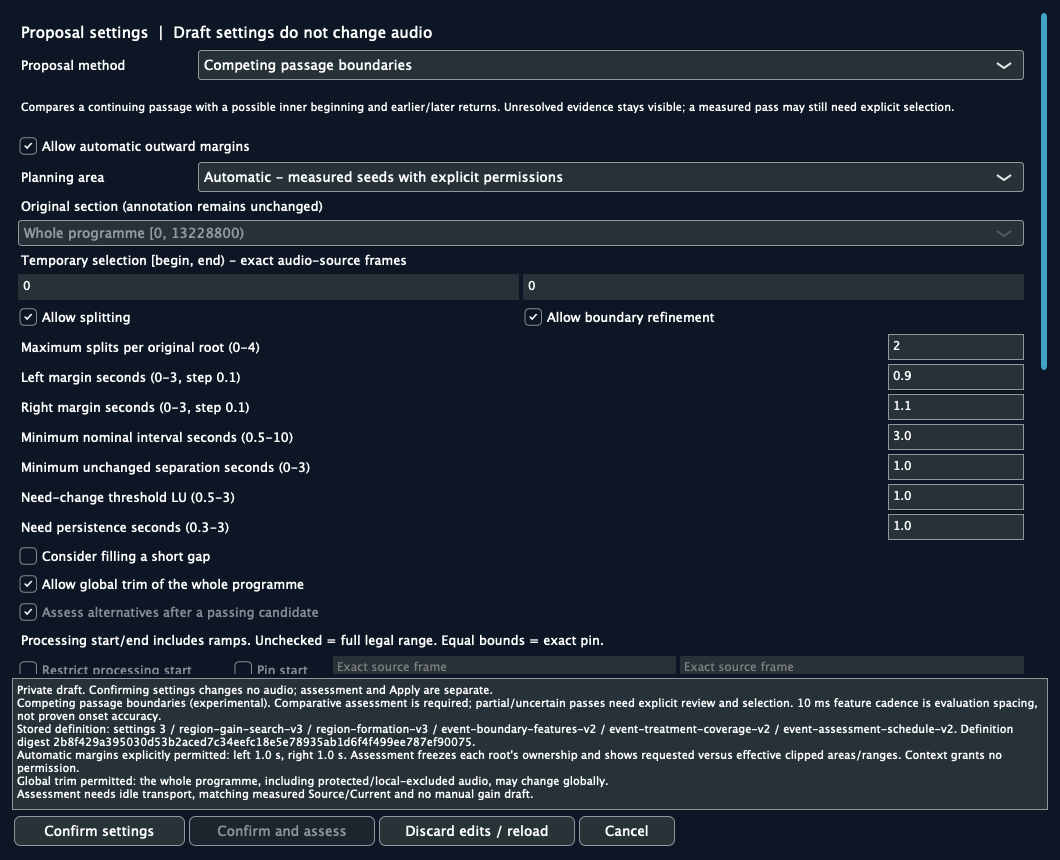 Proposal settings | Draft settings do not change audio
Proposal method
Competing passage boundaries
Compares a continuing passage with a possible inner beginning and earlier/later returns. Unresolved evidence stays visible; a measured pass may still need explicit selection.
Allow automatic outward margins
Planning area
Automatic – measured seeds with explicit permissions
Original section (annotation remains unchanged)
Whole programme [0, 13228800)
Temporary selection [begin, end) – exact audio-source frames
0 0
Allow splitting Allow boundary refinement
Maximum splits per original root (0-4) 2
Left margin seconds (0-3, step 0.1) 0.9
Right margin seconds (0-3, step 0.1) 1.1
Minimum nominal interval seconds (0.5-10) 3.0
Minimum unchanged separation seconds (0-3) 1.0
Need-change threshold LU (0.5-3) 1.0
Need persistence seconds (0.3-3) 1.0
Consider filling a short gap
Allow global trim of the whole programme
Assess alternatives after a passing candidate
Processing start/end includes ramps. Unchecked = full legal range. Equal bounds = exact pin.
Restrict processing start Pin start Exact source frame Exact source frame
Private draft. Confirming settings changes no audio; assessment and Apply are separate.
Competing passage boundaries (experimental). Comparative assessment is required; partial/uncertain passes need explicit review and selection. 10 ms feature cadence is evaluation spacing,
not proven onset accuracy.
Stored definition: settings 3 / region-gain-search-v3 / region-formation-v3 / event-boundary-features-v2 / event-treatment-coverage-v2 / event-assessment-schedule-v2. Definition
digest 2b8f429a395030d53b2aced7c34eefc18e5e78935ab1d6f4f499ee787ef90075.
Automatic margins explicitly permitted: left 1.0 s, right 1.0 s. Assessment freezes each root's ownership and shows requested versus effective clipped areas/ranges. Context grants no
permission.
Global trim permitted: the whole programme, including protected/local-excluded audio, may change globally.
Assessment needs idle transport, matching measured Source/Current and no manual gain draft.
Confirm settings Confirm and assess Discard edits / reload Cancel